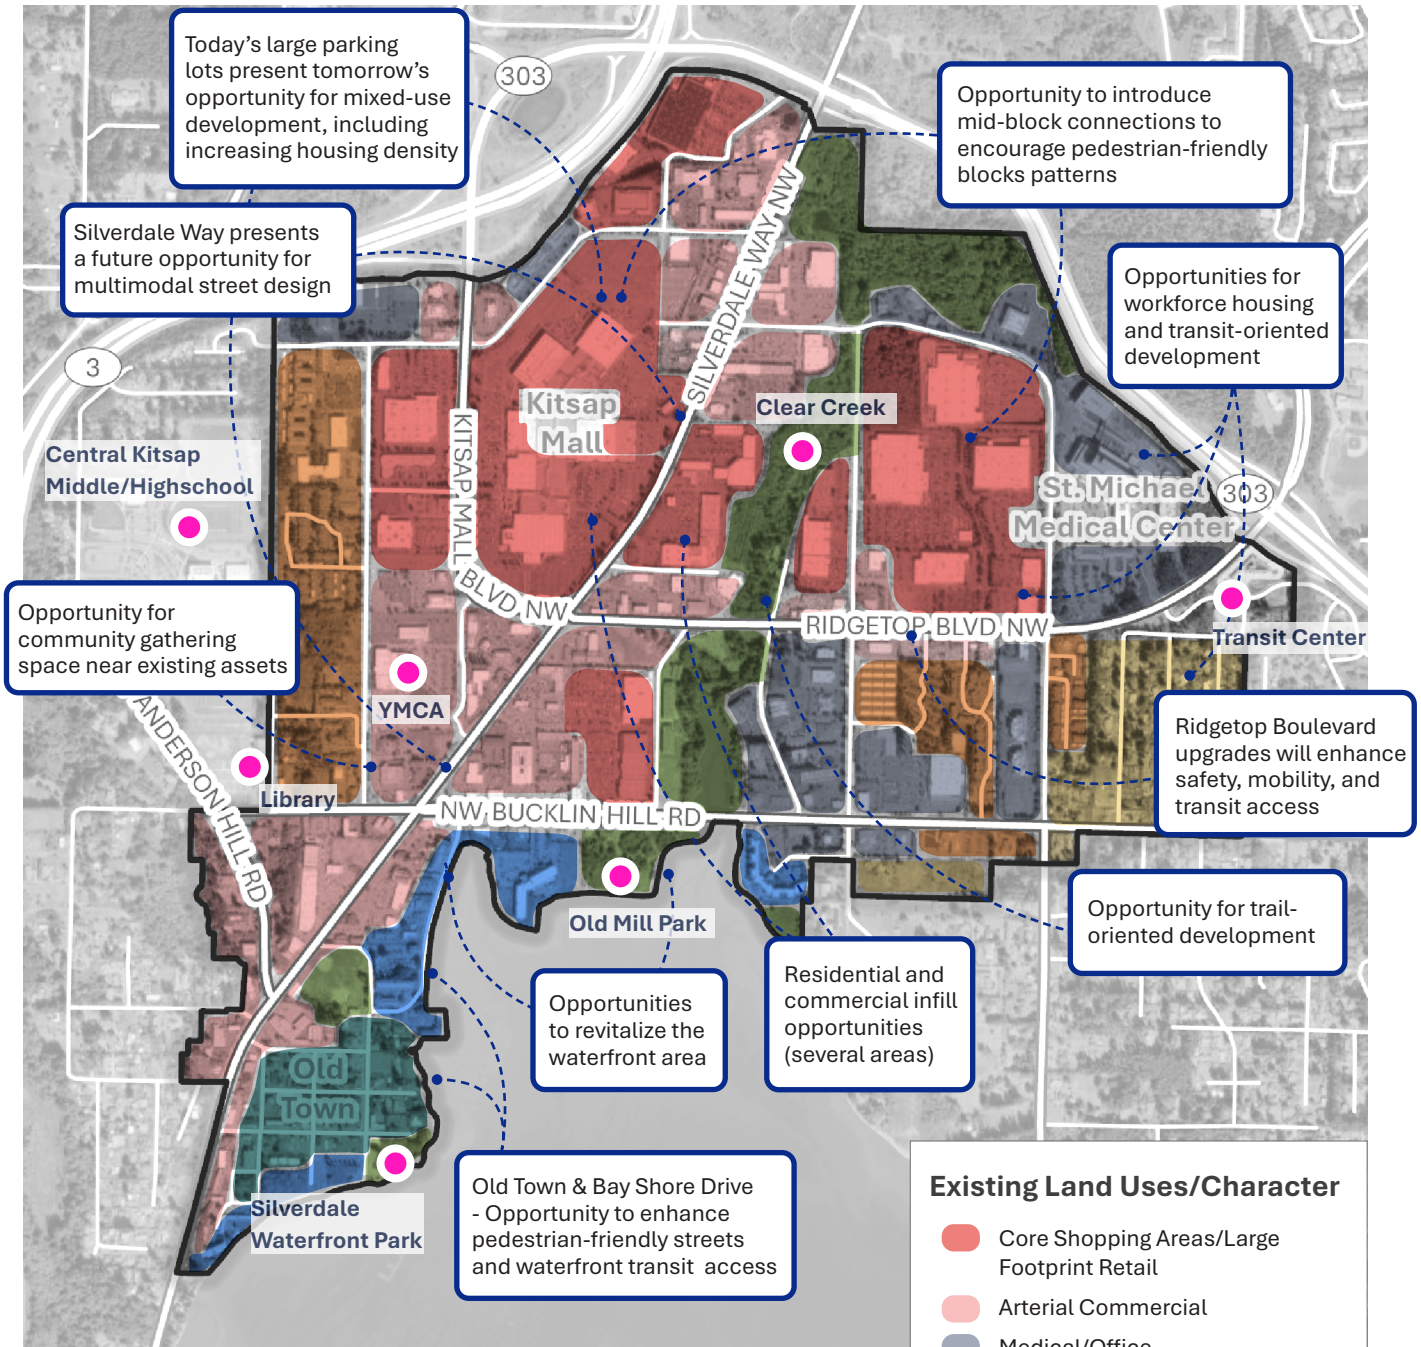 Today’s large parking
lots present tomorrow’s
opportunity for mixed-use
development, including
increasing housing density
303
Opportunity to introduce
mid-block connections to
encourage pedestrian-friendly
blocks patterns
Silverdale Way presents
a future opportunity for
multimodal street design
SILVERDALE WAY NW
Opportunities for
workforce housing
and transit-oriented
development
3
Kitsap
Mall
Clear Creek
KITSAP MALL
BLVD NW
Central Kitsap
Middle/Highschool
St. Michael
Medical Center
303
Opportunity for
community gathering
space near existing assets
RIDGETOP BLVD NW
Transit Center
YMCA
ANDERSON HILL RD
Ridgetop Boulevard
upgrades will enhance
safety, mobility, and
transit access
Library
NW BUCKLIN HILL RD
Old Mill Park
Opportunity for trail-
oriented development
Residential and
commercial infill
opportunities
(several areas)
Opportunities
to revitalize the
waterfront area
Old
Town
Silverdale
Waterfront Park
Old Town & Bay Shore Drive
- Opportunity to enhance
pedestrian-friendly streets
and waterfront transit access
Existing Land Uses/Character
Core Shopping Areas/Large
Footprint Retail
Arterial Commercial
Medical/Office